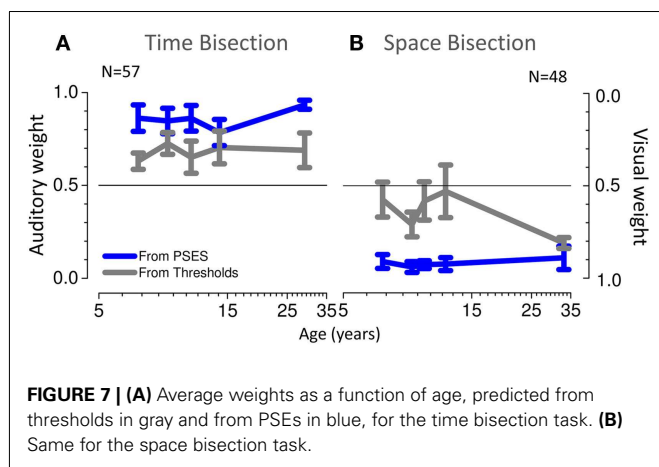 A Time Bisection
B Space Bisection
N=57
N=48
1.0
0.5
0.0
Auditory weight
0.0
0.5
1.0
Visual weight
From PSES
From Thresholds
5 15 25 35
5 15 35
Age (years)
FIGURE 7 | (A) Average weights as a function of age, predicted from
thresholds in gray and from PSEs in blue, for the time bisection task. (B)
Same for the space bisection task.